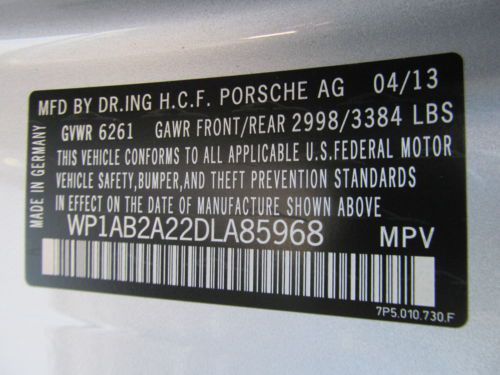 MFD BY DR.ING H.C.F. PORSCHE AG 04/13
GVWR 6261 GAWR FRONT/REAR 2998/3384 LBS
THIS VEHICLE CONFORMS TO ALL APPLICABLE U.S.FEDERAL MOTOR
VEHICLE SAFETY,BUMPER,AND THEFT PREVENTION STANDARDS
IN EFFECT ON THE DATE OF MANUFACTURE SHOWN ABOVE
WP1AB2A22DLA85968 MPV
7P5.010.730.F
MADE IN GERMANY